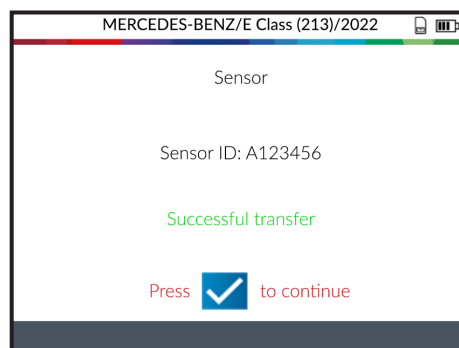 MERCEDES-BENZ/E Class (213)/2022
Sensor
Sensor ID: A123456
Successful transfer
Press to continue